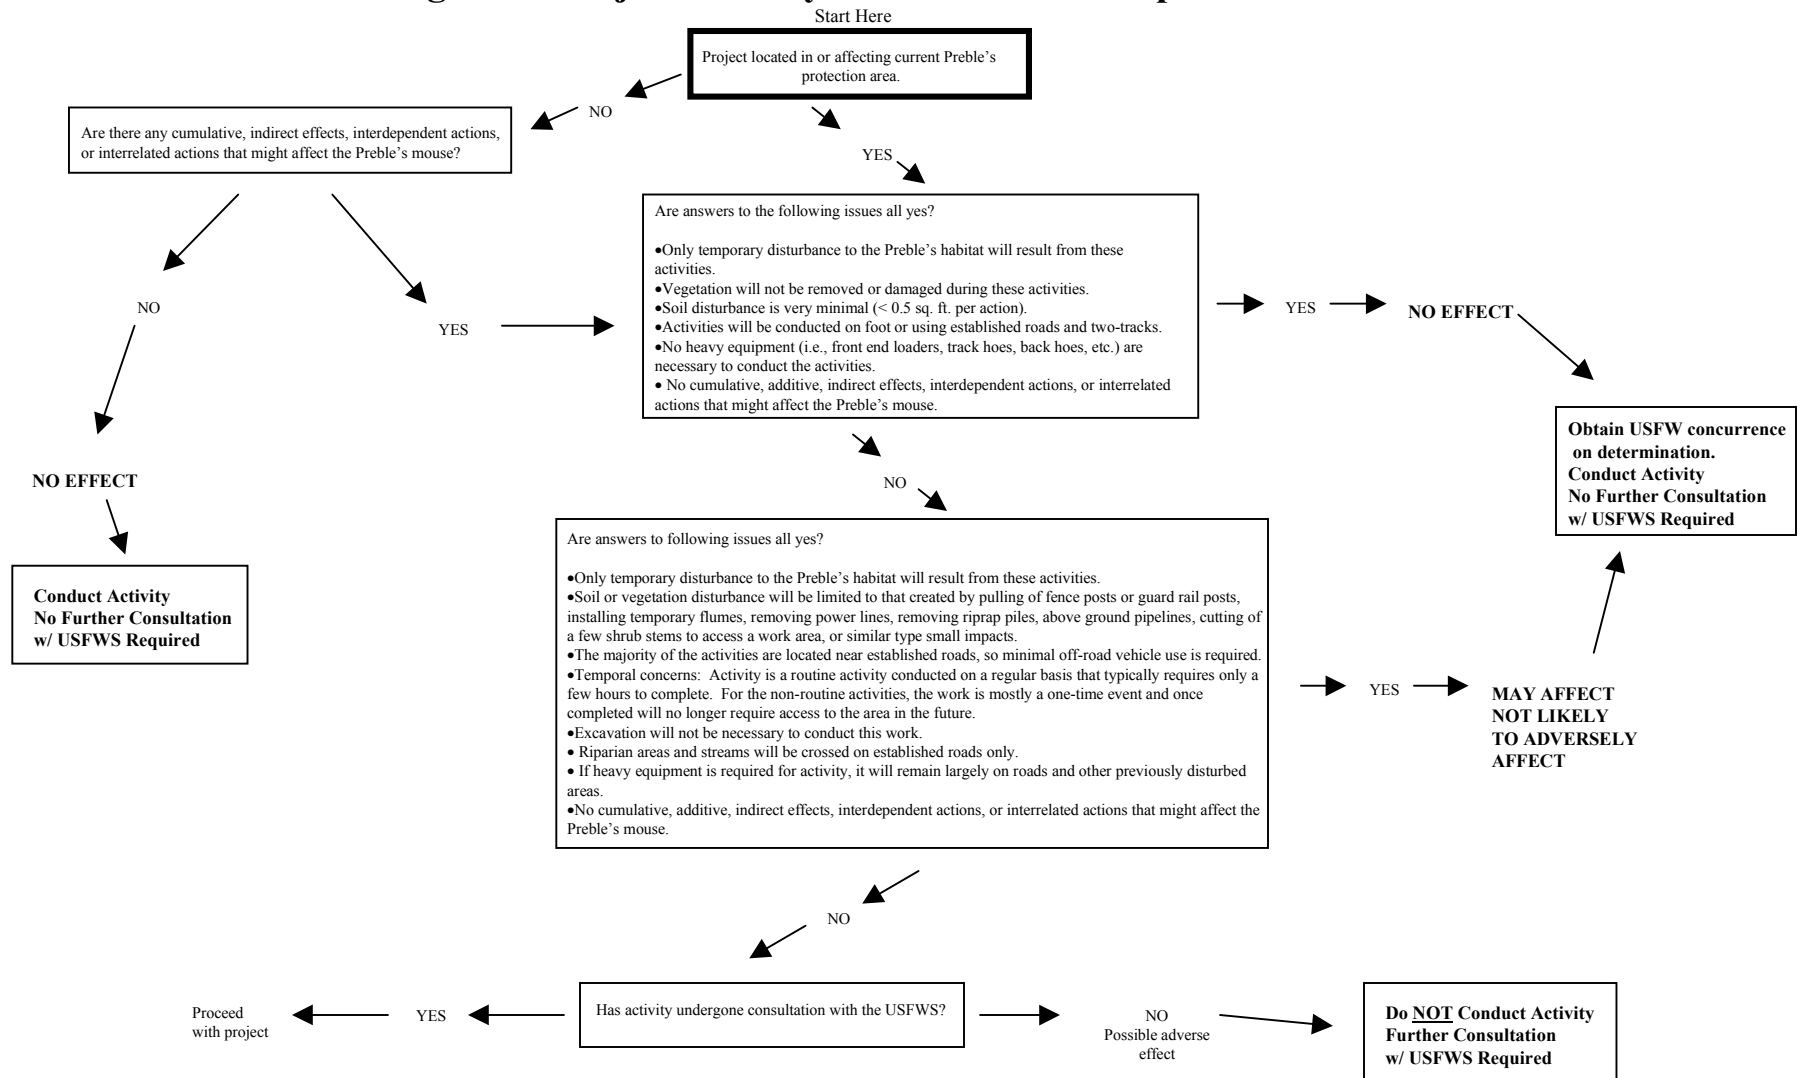 Start Here
Project located in or affecting current Preble's
protection area.
NO
Are there any cumulative, indirect effects, interdependent actions,
or interrelated actions that might affect the Preble's mouse?
YES
Are answers to the following issues all yes?
•Only temporary disturbance to the Preble's habitat will result from these
activities.
•Vegetation will not be removed or damaged during these activities.
•Soil disturbance is very minimal (< 0.5 sq. ft. per action).
•Activities will be conducted on foot or using established roads and two-tracks.
•No heavy equipment (i.e., front end loaders, track hoes, back hoes, etc.) are
necessary to conduct the activities.
• No cumulative, additive, indirect effects, interdependent actions, or interrelated
actions that might affect the Preble's mouse.
NO
YES
YES
NO EFFECT
Obtain USFW concurrence
on determination.
Conduct Activity
No Further Consultation
w/ USFWS Required
NO EFFECT
Conduct Activity
No Further Consultation
w/ USFWS Required
NO
Are answers to following issues all yes?
•Only temporary disturbance to the Preble's habitat will result from these activities.
•Soil or vegetation disturbance will be limited to that created by pulling of fence posts or guard rail posts,
installing temporary flumes, removing power lines, removing riprap piles, above ground pipelines, cutting of
a few shrub stems to access a work area, or similar type small impacts.
•The majority of the activities are located near established roads, so minimal off-road vehicle use is required.
•Temporal concerns: Activity is a routine activity conducted on a regular basis that typically requires only a
few hours to complete. For the non-routine activities, the work is mostly a one-time event and once
completed will no longer require access to the area in the future.
•Excavation will not be necessary to conduct this work.
• Riparian areas and streams will be crossed on established roads only.
• If heavy equipment is required for activity, it will remain largely on roads and other previously disturbed
areas.
•No cumulative, additive, indirect effects, interdependent actions, or interrelated actions that might affect the
Preble's mouse.
YES
MAY AFFECT
NOT LIKELY
TO ADVERSELY
AFFECT
NO
Has activity undergone consultation with the USFWS?
YES
Proceed
with project
NO
Possible adverse
effect
Do NOT Conduct Activity
Further Consultation
w/ USFWS Required